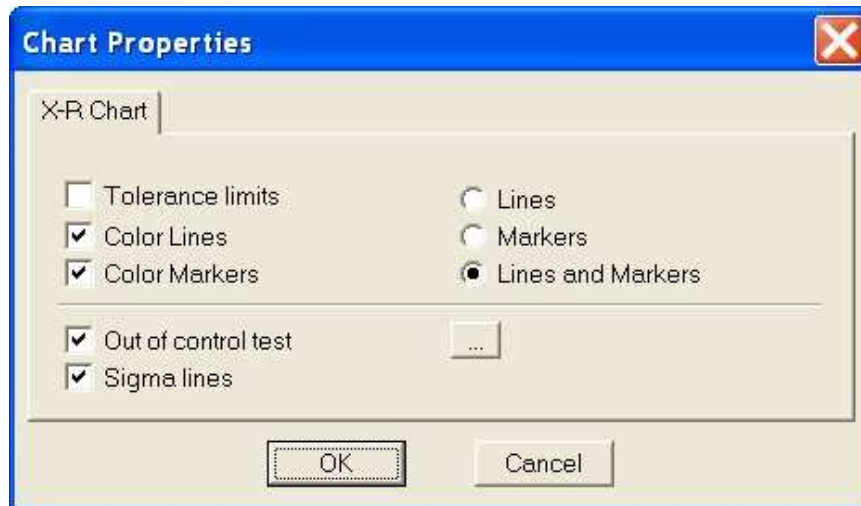 Chart Properties
X-R Chart
Tolerance limits
Color Lines
Color Markers
Lines
Markers
Lines and Markers
Out of control test
...
Sigma lines
OK
Cancel